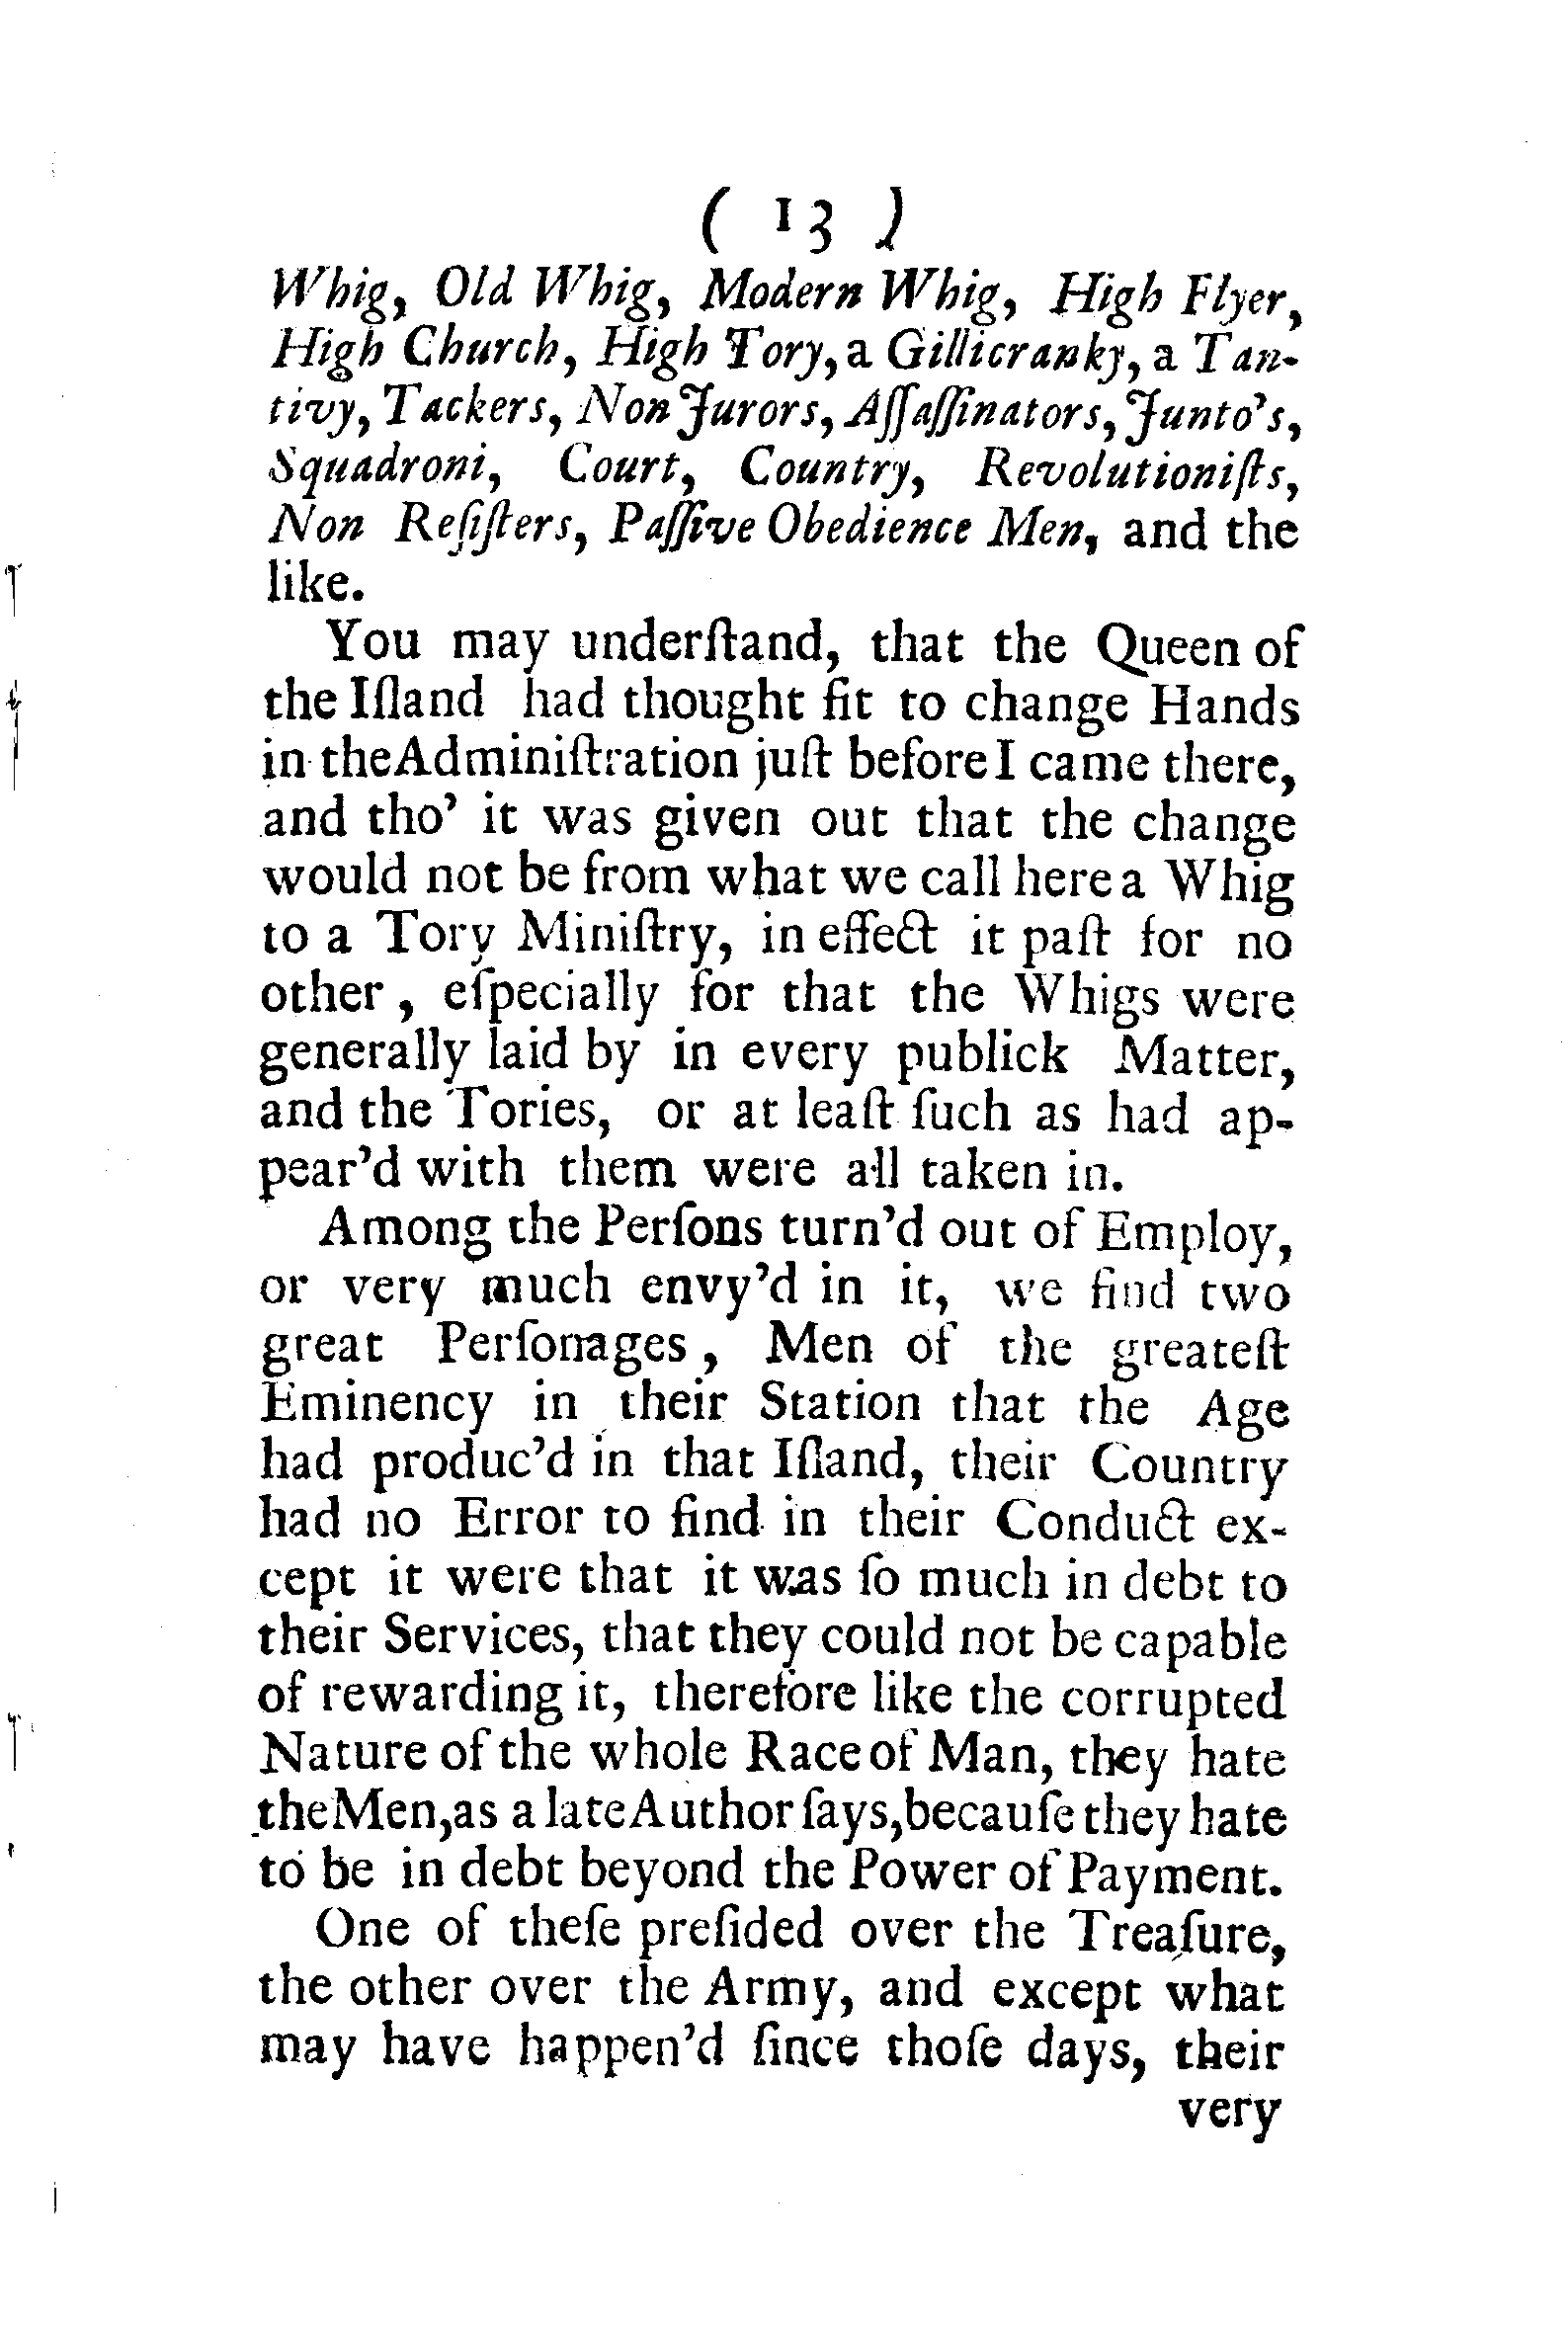 ( 13 )
Whig, Old Whig, Modern Whig, High Flyer,
High Church, High Tory, a Gillicranky, a Tan-
tivy, Tackers, Non Jurors, Aſſaſſinators, Junto's,
Squadroni, Court, Country, Revolutioniſts,
Non Reſiſters, Paſſive Obedience Men, and the
like.
You may underſtand, that the Queen of
the Iſland had thought fit to change Hands
in the Adminiſtration juſt before I came there,
and tho' it was given out that the change
would not be from what we call here a Whig
to a Tory Miniſtry, in effect it paſt for no
other, eſpecially for that the Whigs were
generally laid by in every publick Matter,
and the Tories, or at leaſt ſuch as had ap-
pear'd with them were all taken in.
Among the Perſons turn'd out of Employ,
or very much envy'd in it, we find two
great Perſonages, Men of the greateſt
Eminency in their Station that the Age
had produc'd in that Iſland, their Country
had no Error to find in their Conduct ex-
cept it were that it was ſo much in debt to
their Services, that they could not be capable
of rewarding it, therefore like the corrupted
Nature of the whole Race of Man, they hate
the Men, as a late Author ſays, becauſe they hate
to be in debt beyond the Power of Payment.
One of theſe preſided over the Treaſure,
the other over the Army, and except what
may have happen'd ſince thoſe days, their
very